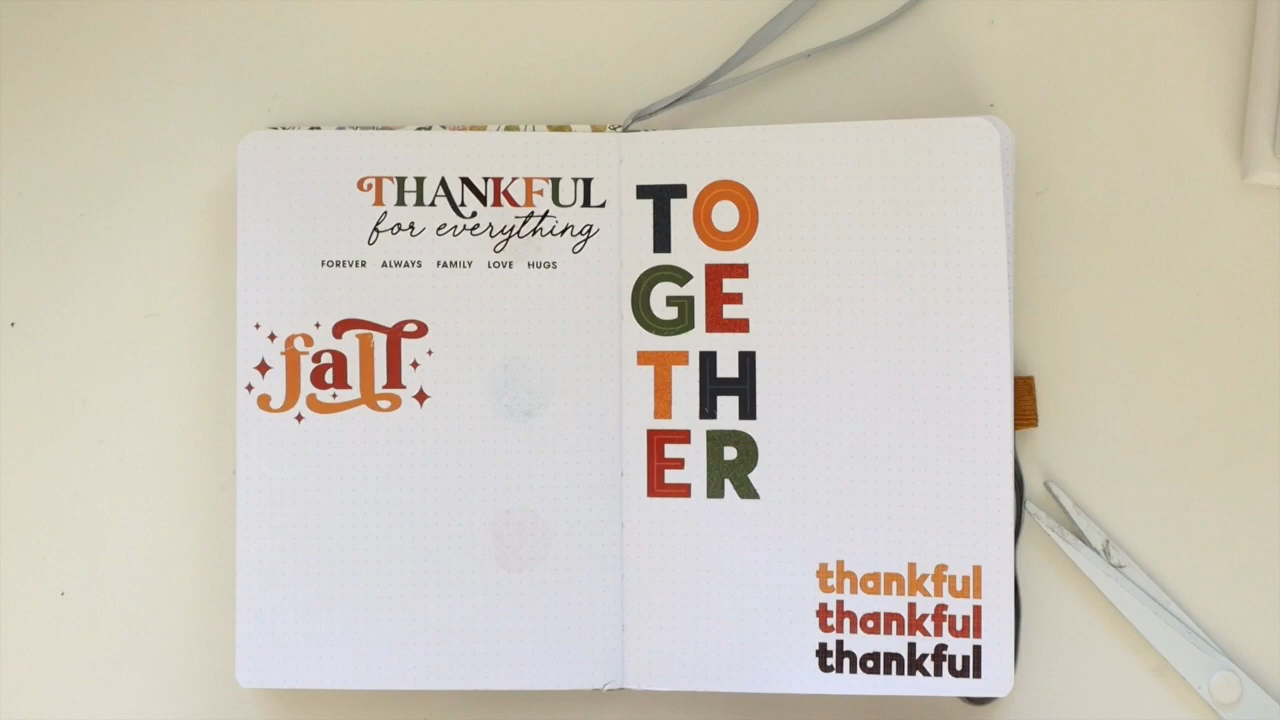 THANKFUL
for everything
FOREVER ALWAYS FAMILY LOVE HUGS
fall
TO
GE
TH
ER
thankful
thankful
thankful